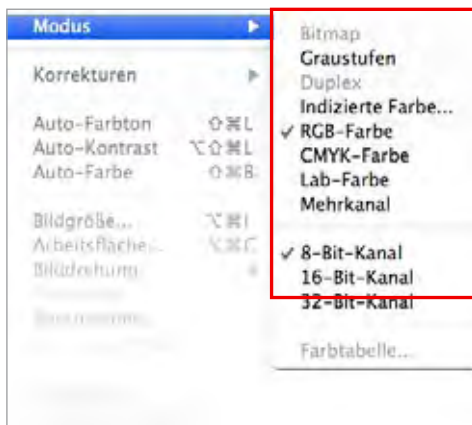 Modus
Korrekturen
Auto-Farbton ⇧⌘L
Auto-Kontrast ⌥⇧⌘L
Auto-Farbe ⇧⌘B
Bildgröße... ⌥⌘I
Arbeitsfläche... ⌥⌘C
Bilddrehung
Bitmap
Graustufen
Duplex
Indizierte Farbe...
✓ RGB-Farbe
CMYK-Farbe
Lab-Farbe
Mehrkanal
✓ 8-Bit-Kanal
16-Bit-Kanal
32-Bit-Kanal
Farbtabelle...